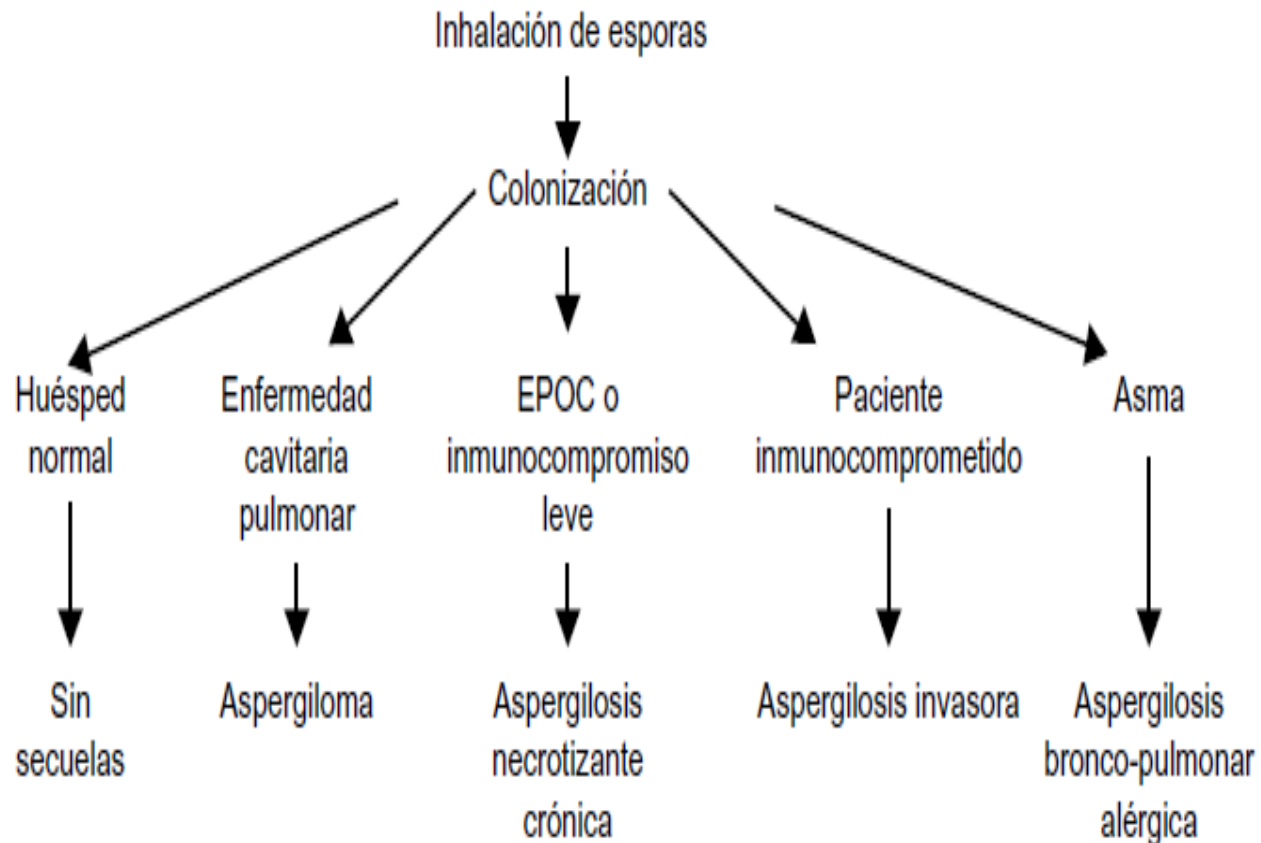 Inhalación de esporas
Colonización
Huésped
normal
Enfermedad
cavitaria
pulmonar
EPOC o
inmunocompromiso
leve
Paciente
inmunocomprometido
Asma
Sin
secuelas
Aspergiloma
Aspergilosis
necrotizante
crónica
Aspergilosis invasora
Aspergilosis
bronco-pulmonar
alérgica